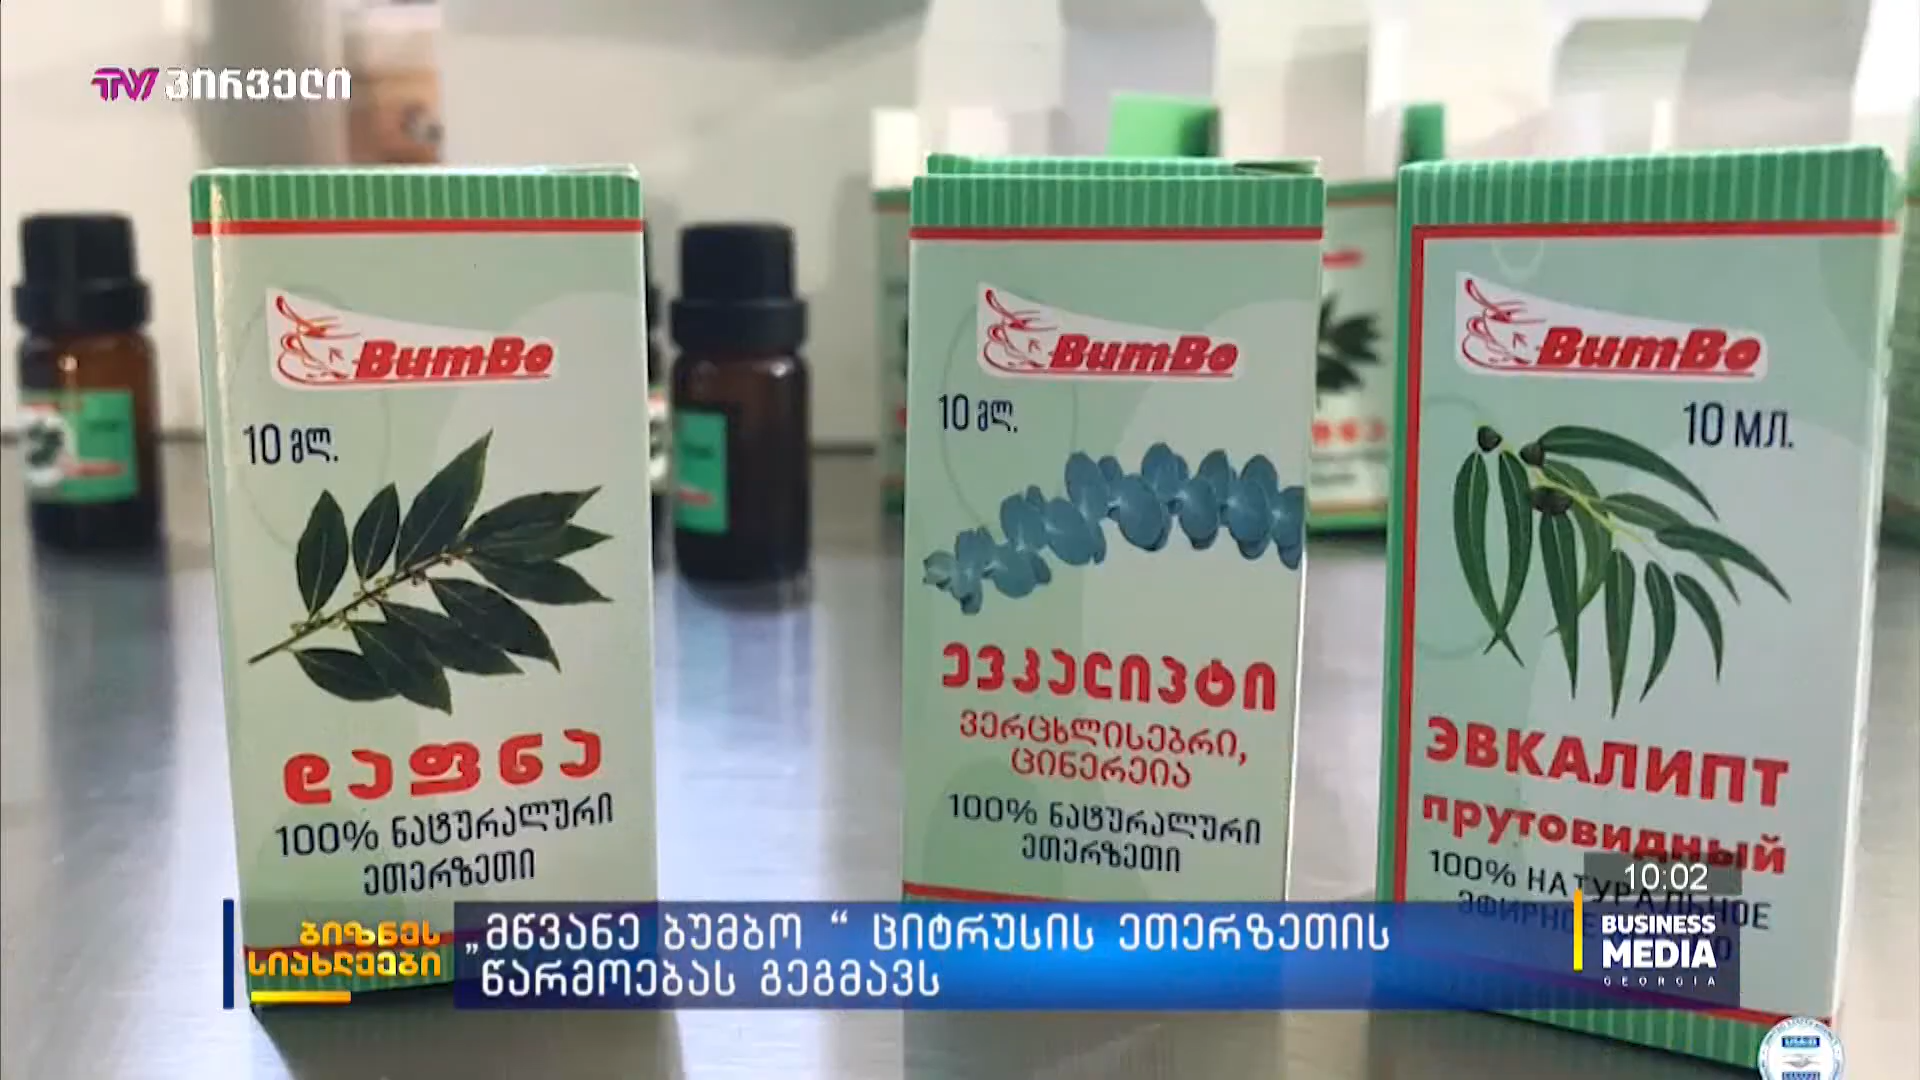 TV პირველი
BumBo
10 მლ.
დაფნა
100% ნატურალური
ეთერზეთი
BumBo
10 მლ.
ევკალიპტი
ვერცხლისებრი,
ცინერეია
100% ნატურალური
ეთერზეთი
BumBo
10 МЛ.
ЭВКАЛИПТ
прутовидный
100% НАТУРАЛЬНОЕ
ЭФИРНОЕ
10:02
BUSINESS
MEDIA
GEORGIA
ბიზნეს
სიახლეები
„მწვანე ბუმბო “ ციტრუსის ეთერზეთის
წარმოებას გეგმავს
USAID